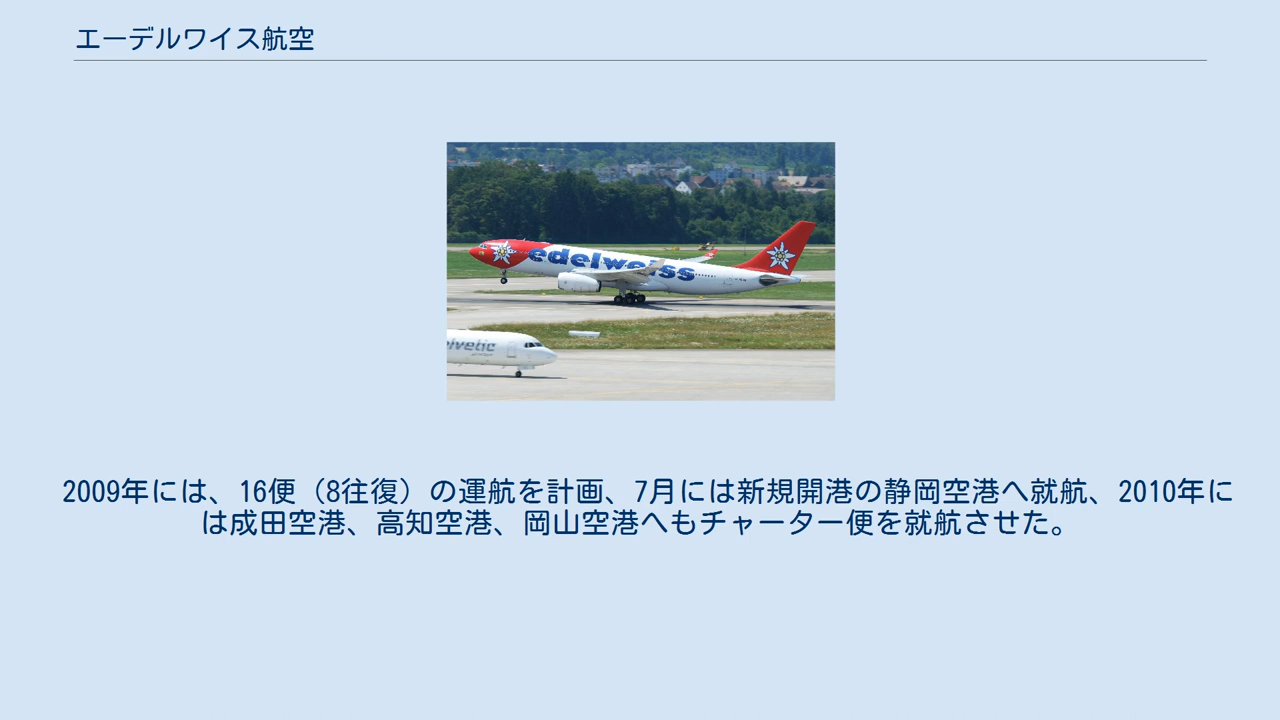 エーデルワイス航空
edelweiss
elvetic
2009年には、16便（8往復）の運航を計画、7月には新規開港の静岡空港へ就航、2010年に
は成田空港、高知空港、岡山空港へもチャーター便を就航させた。